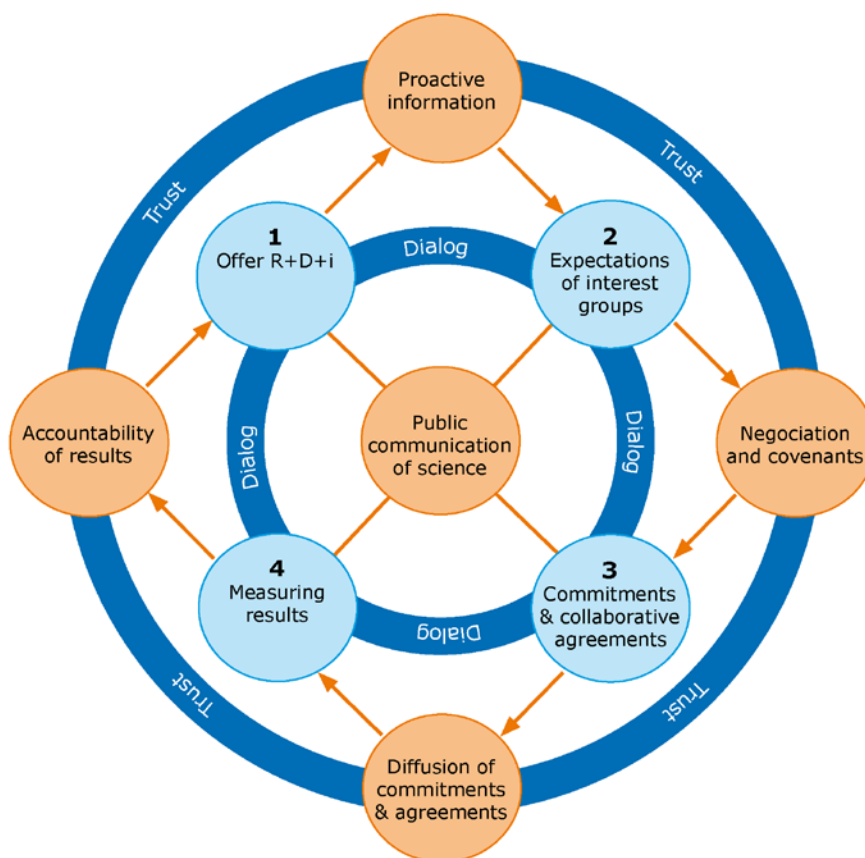 Proactive
information
Trust
Trust
1
Offer R+D+i
Dialog
2
Expectations
of interest
groups
Accountability
of results
Dialog
Public
communication
of science
Dialog
Negociation
and covenants
4
Measuring
results
Dialog
3
Commitments
& collaborative
agreements
Trust
Trust
Diffusion of
commitments
& agreements